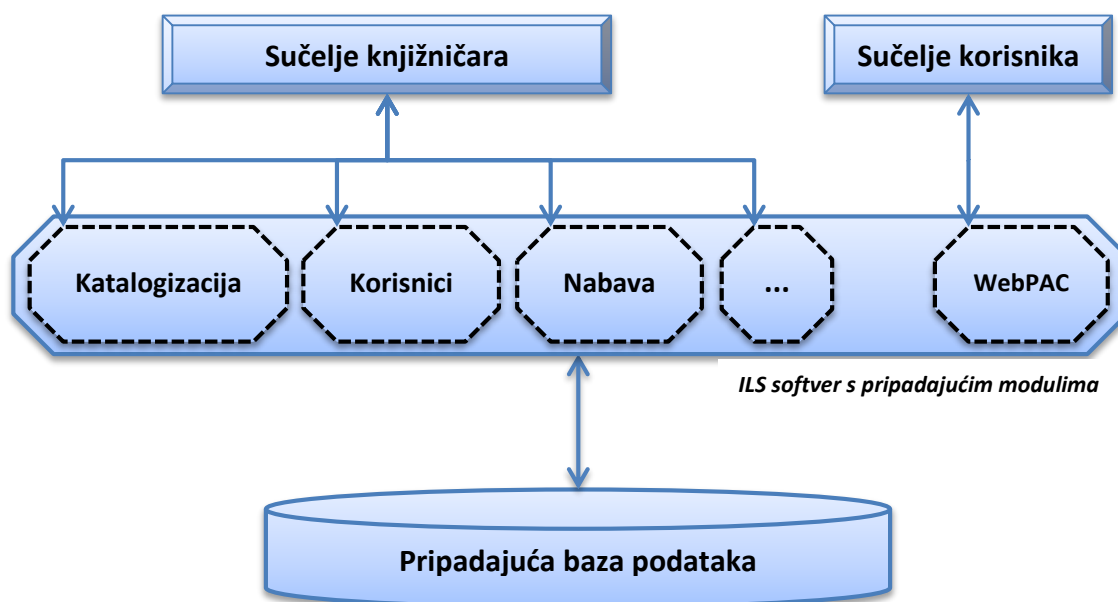 Sučelje knjižničara
Sučelje korisnika
Katalogizacija
Korisnici
Nabava
...
WebPAC
ILS softver s pripadajućim modulima
Pripadajuća baza podataka